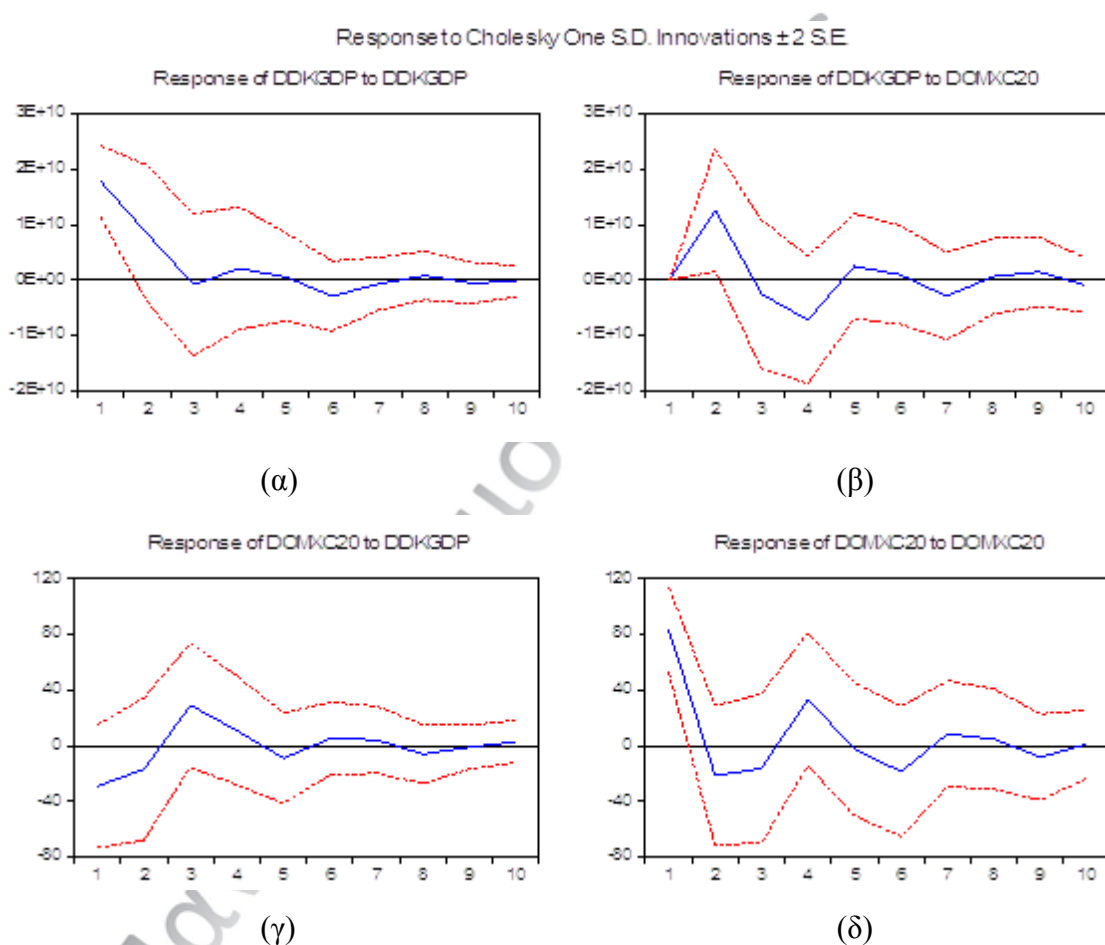 Response to Cholesky One S.D. Innovations ± 2 S.E.
Response of DDKGDP to DDKGDP
Response of DDKGDP to DOMXC20
3E+10
2E+10
1E+10
0E+00
-1E+10
-2E+10
1 2 3 4 5 6 7 8 9 10
3E+10
2E+10
1E+10
0E+00
-1E+10
-2E+10
1 2 3 4 5 6 7 8 9 10
(α)
(β)
Response of DOMXC20 to DDKGDP
Response of DOMXC20 to DOMXC20
120
80
40
0
-40
-80
1 2 3 4 5 6 7 8 9 10
120
80
40
0
-40
-80
1 2 3 4 5 6 7 8 9 10
(γ)
(δ)